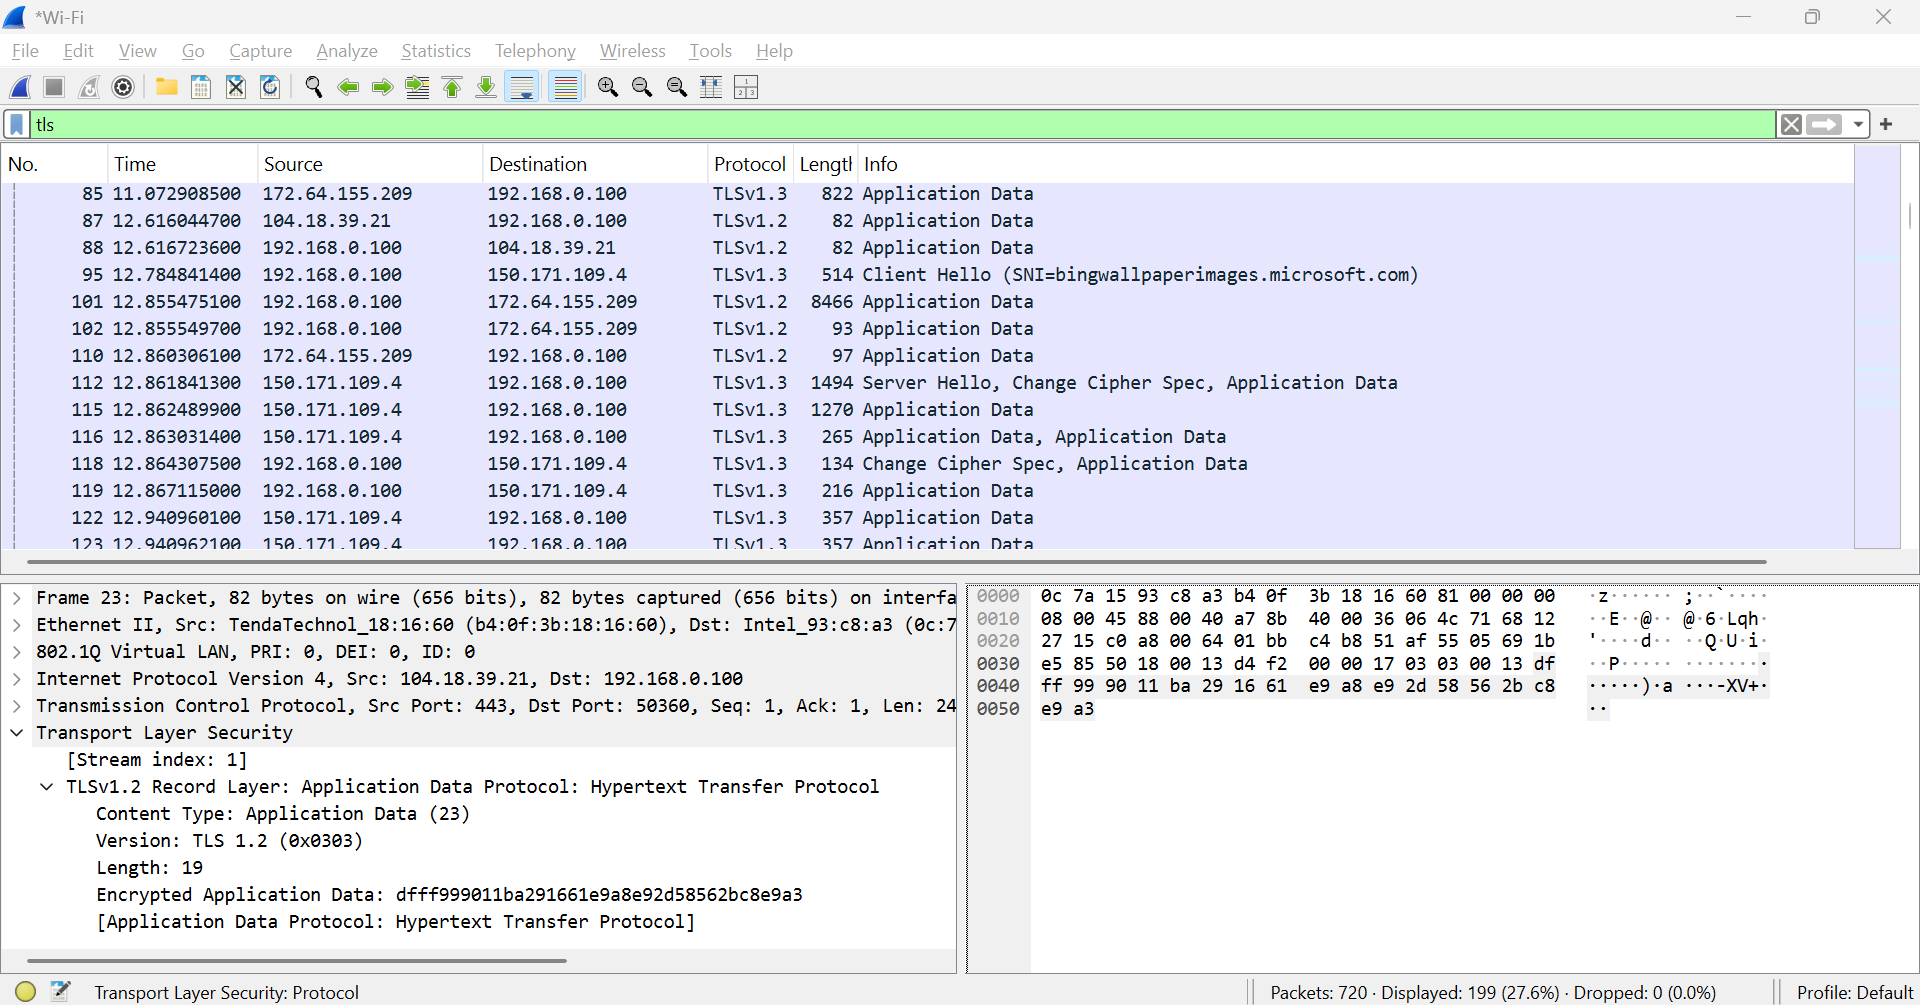 *Wi-Fi
File Edit View Go Capture Analyze Statistics Telephony Wireless Tools Help
tls
No. Time Source Destination Protocol Length Info
85 11.072908500 172.64.155.209 192.168.0.100 TLSv1.3 822 Application Data
87 12.616044700 104.18.39.21 192.168.0.100 TLSv1.2 82 Application Data
88 12.616723600 192.168.0.100 104.18.39.21 TLSv1.2 82 Application Data
95 12.784841400 192.168.0.100 150.171.109.4 TLSv1.3 514 Client Hello (SNI=bingwallpaperimages.microsoft.com)
101 12.855475100 192.168.0.100 172.64.155.209 TLSv1.2 8466 Application Data
102 12.855549700 192.168.0.100 172.64.155.209 TLSv1.2 93 Application Data
110 12.860306100 172.64.155.209 192.168.0.100 TLSv1.2 97 Application Data
112 12.861841300 150.171.109.4 192.168.0.100 TLSv1.3 1494 Server Hello, Change Cipher Spec, Application Data
115 12.862489900 150.171.109.4 192.168.0.100 TLSv1.3 1270 Application Data
116 12.863031400 150.171.109.4 192.168.0.100 TLSv1.3 265 Application Data, Application Data
118 12.864307500 192.168.0.100 150.171.109.4 TLSv1.3 134 Change Cipher Spec, Application Data
119 12.867115000 192.168.0.100 150.171.109.4 TLSv1.3 216 Application Data
122 12.940960100 150.171.109.4 192.168.0.100 TLSv1.3 357 Application Data
123 12.940962100 150.171.109.4 192.168.0.100 TLSv1.3 357 Application Data
Frame 23: Packet, 82 bytes on wire (656 bits), 82 bytes captured (656 bits) on interfa
Ethernet II, Src: TendaTechnol_18:16:60 (b4:0f:3b:18:16:60), Dst: Intel_93:c8:a3 (0c:7
802.1Q Virtual LAN, PRI: 0, DEI: 0, ID: 0
Internet Protocol Version 4, Src: 104.18.39.21, Dst: 192.168.0.100
Transmission Control Protocol, Src Port: 443, Dst Port: 50360, Seq: 1, Ack: 1, Len: 24
Transport Layer Security
[Stream index: 1]
TLSv1.2 Record Layer: Application Data Protocol: Hypertext Transfer Protocol
Content Type: Application Data (23)
Version: TLS 1.2 (0x0303)
Length: 19
Encrypted Application Data: dfff999011ba291661e9a8e92d58562bc8e9a3
[Application Data Protocol: Hypertext Transfer Protocol]
0000 0c 7a 15 93 c8 a3 b4 0f 3b 18 16 60 81 00 00 00 ·z······ ;··`····
0010 08 00 45 88 00 40 a7 8b 40 00 36 06 4c 71 68 12 ··E··@·· @·6·Lqh·
0020 27 15 c0 a8 00 64 01 bb c4 b8 51 af 55 05 69 1b '····d·· ··Q·U·i·
0030 e5 85 50 18 00 13 d4 f2 00 00 17 03 03 00 13 df ··P····· ········
0040 ff 99 90 11 ba 29 16 61 e9 a8 e9 2d 58 56 2b c8 ·····)·a ···-XV+·
0050 e9 a3 ··
Transport Layer Security: Protocol
Packets: 720 · Displayed: 199 (27.6%) · Dropped: 0 (0.0%)
Profile: Default